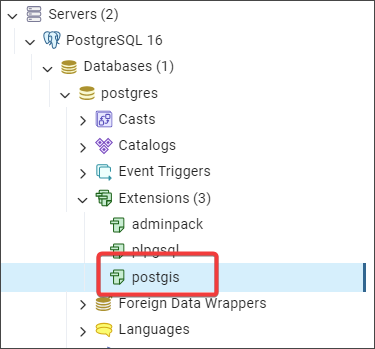 Servers (2)
PostgreSQL 16
Databases (1)
postgres
Casts
Catalogs
Event Triggers
Extensions (3)
adminpack
plpgsql
postgis
Foreign Data Wrappers
Languages